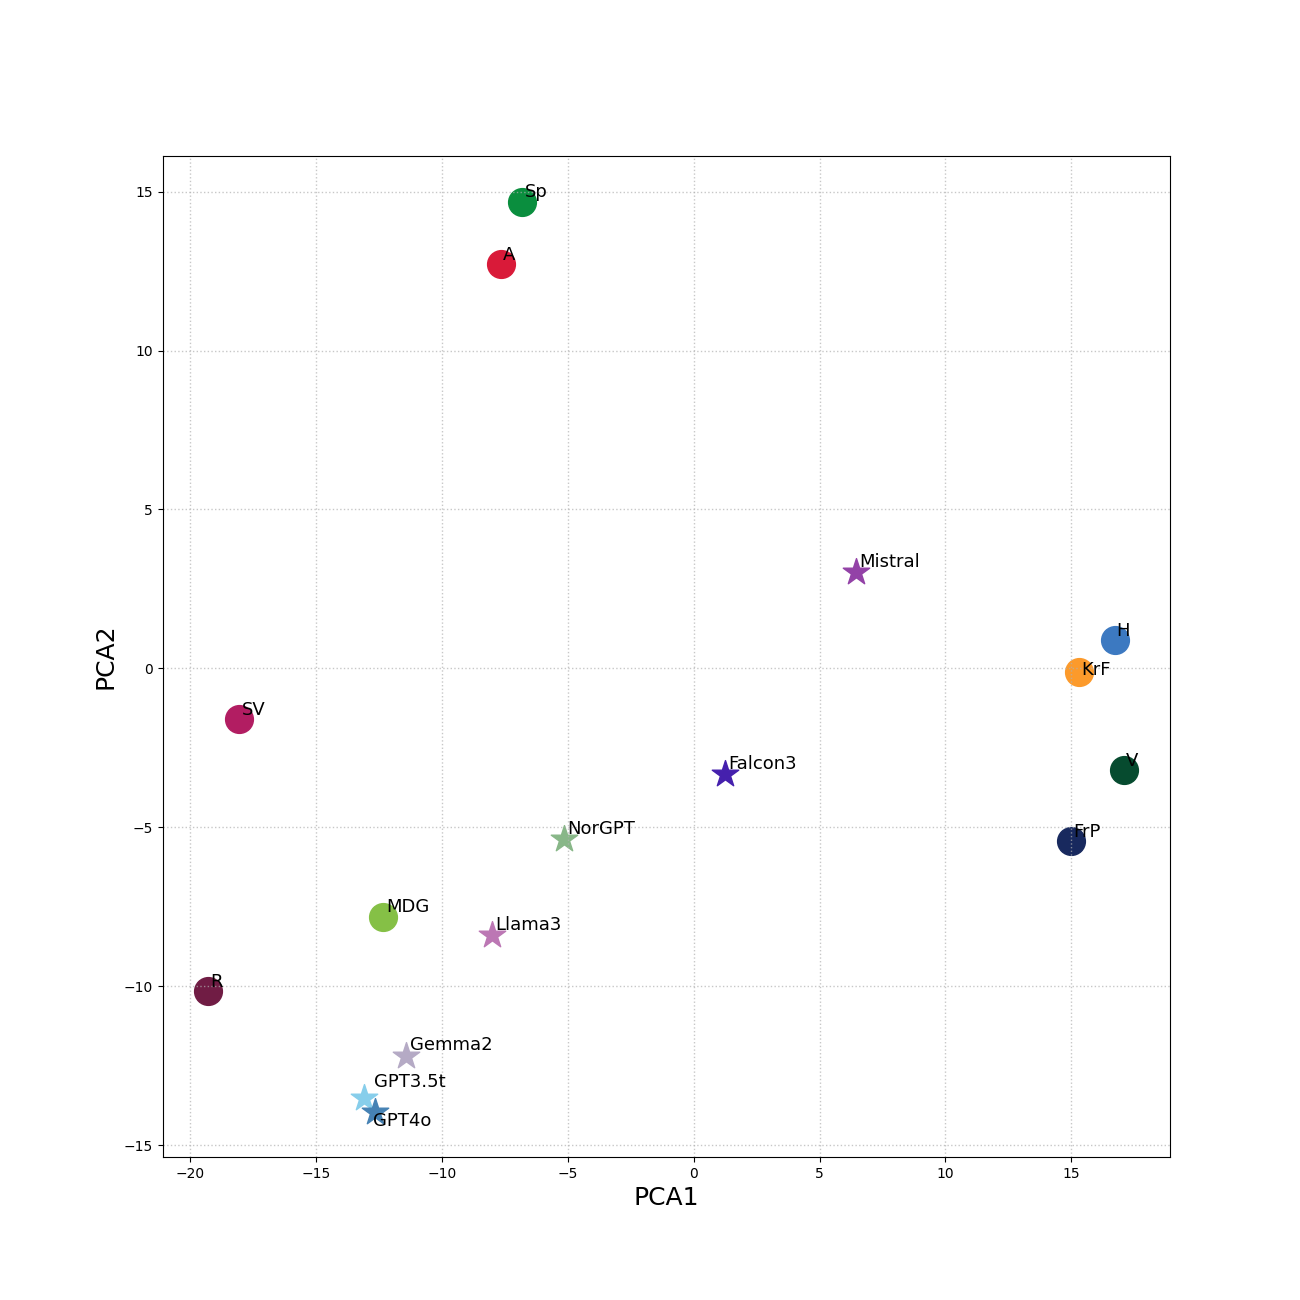 Sp
A
Mistral
H
KrF
SV
Falcon3
V
NorGPT
FrP
MDG
Llama3
R
Gemma2
GPT3.5t
GPT4o
15
10
5
0
−5
−10
−15
PCA2
−20
−15
−10
−5
0
5
10
15
PCA1